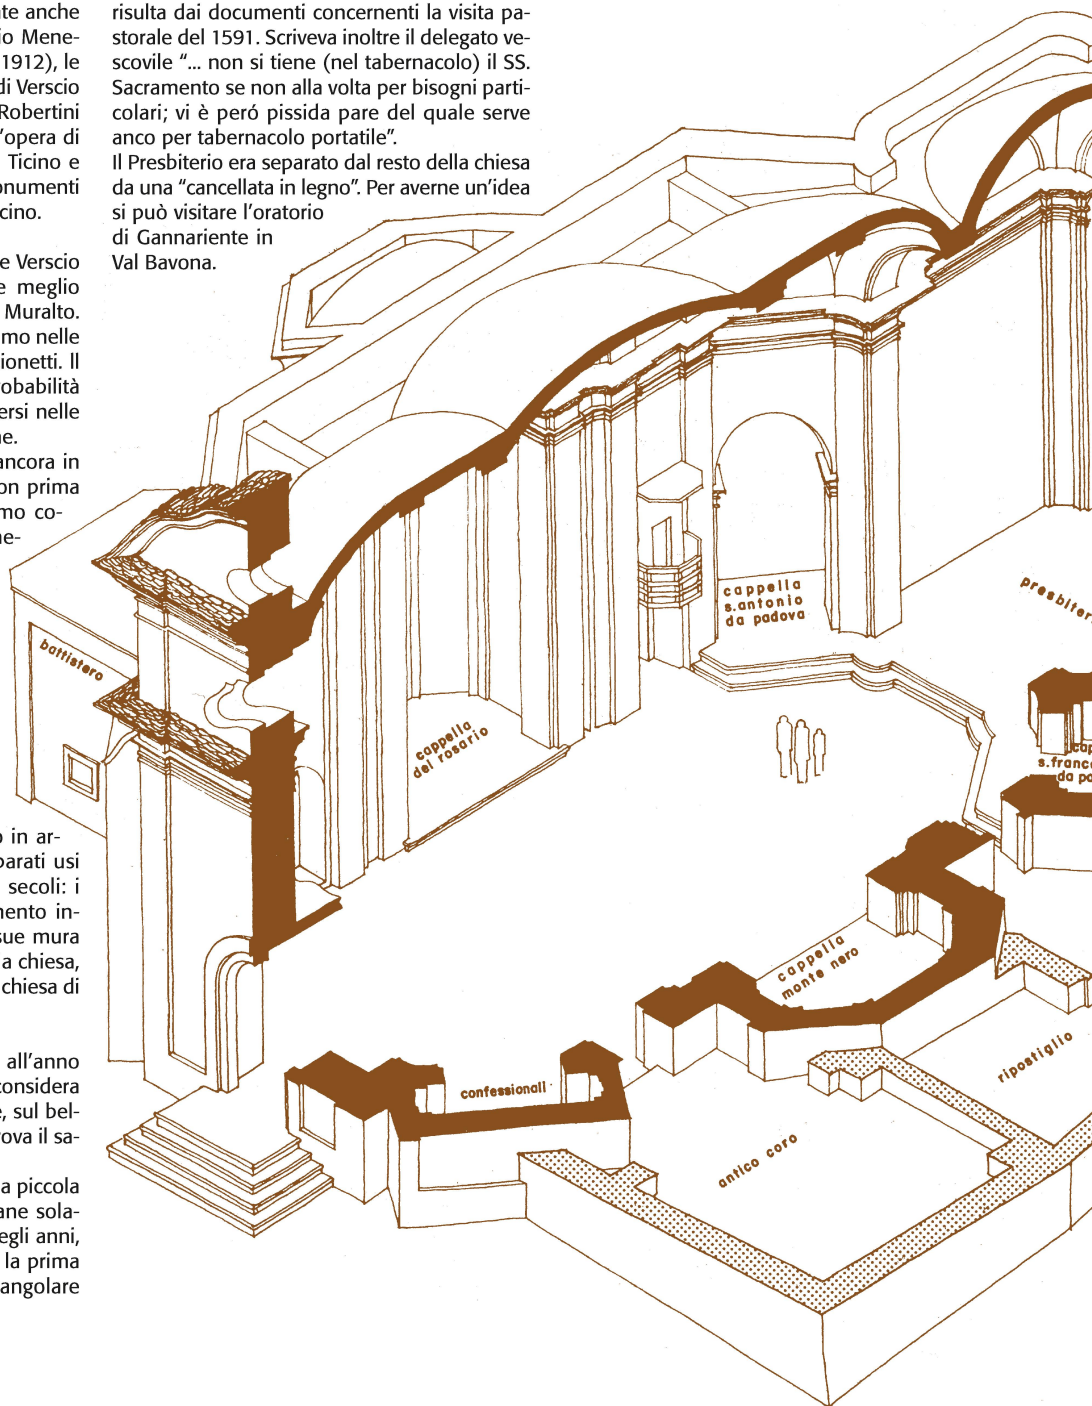 te anche
io Mene-
1912), le
di Verscio
Robertini
l’opera di
Ticino e
onumenti
cino.
e Verscio
e meglio
Muralto.
mo nelle
ionetti. Il
robabilità
ersi nelle
ne.
ancora in
on prima
mo co-
ne-
o in ar-
parati usi
secoli: i
mento in-
sue mura
a chiesa,
chiesa di
all’anno
considera
e, sul bel-
rova il sa-
a piccola
ane sola-
egli anni,
la prima
angolare
risulta dai documenti concernenti la visita pa-
storale del 1591. Scriveva inoltre il delegato ve-
scovile “... non si tiene (nel tabernacolo) il SS.
Sacramento se non alla volta per bisogni parti-
colari; vi è peró pissida pare del quale serve
anco per tabernacolo portatile”.
Il Presbiterio era separato dal resto della chiesa
da una “cancellata in legno”. Per averne un’idea
si può visitare l’oratorio
di Gannariente in
Val Bavona.
battistero
cappella
del rosario
cappella
s.antonio
da padova
presbiter
cap
s.franc
da pa
cappella
monte nero
confessionali
ripostiglio
antico coro